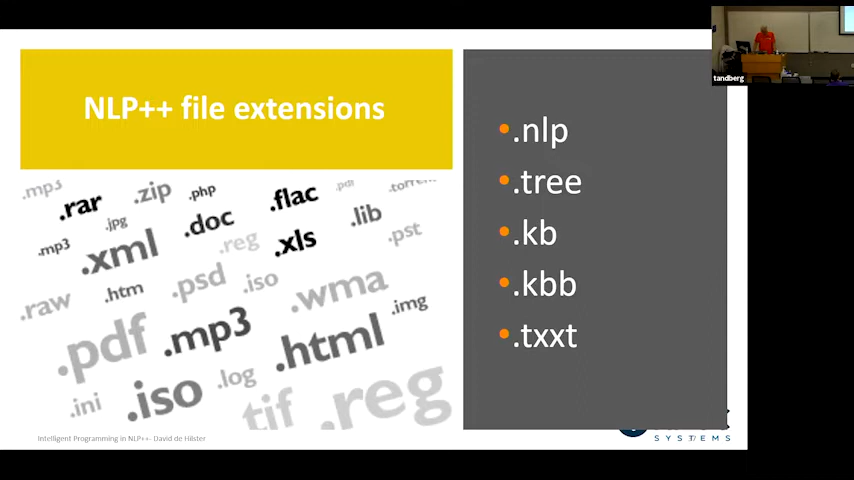 tandberg
NLP++ file extensions
.nlp
.tree
.kb
.kbb
.txxt
.mp3
.rar
.zip
.php
.flac
.pdf
.torrent
.jpg
.doc
.lib
.mp3
.xml
.reg
.xls
.pst
.raw
.htm
.psd
.iso
.wma
.img
.pdf
.mp3
.html
.ini
.iso
.log
tif
.reg
Intelligent Programming in NLP++- David de Hilster
SYSTEMS